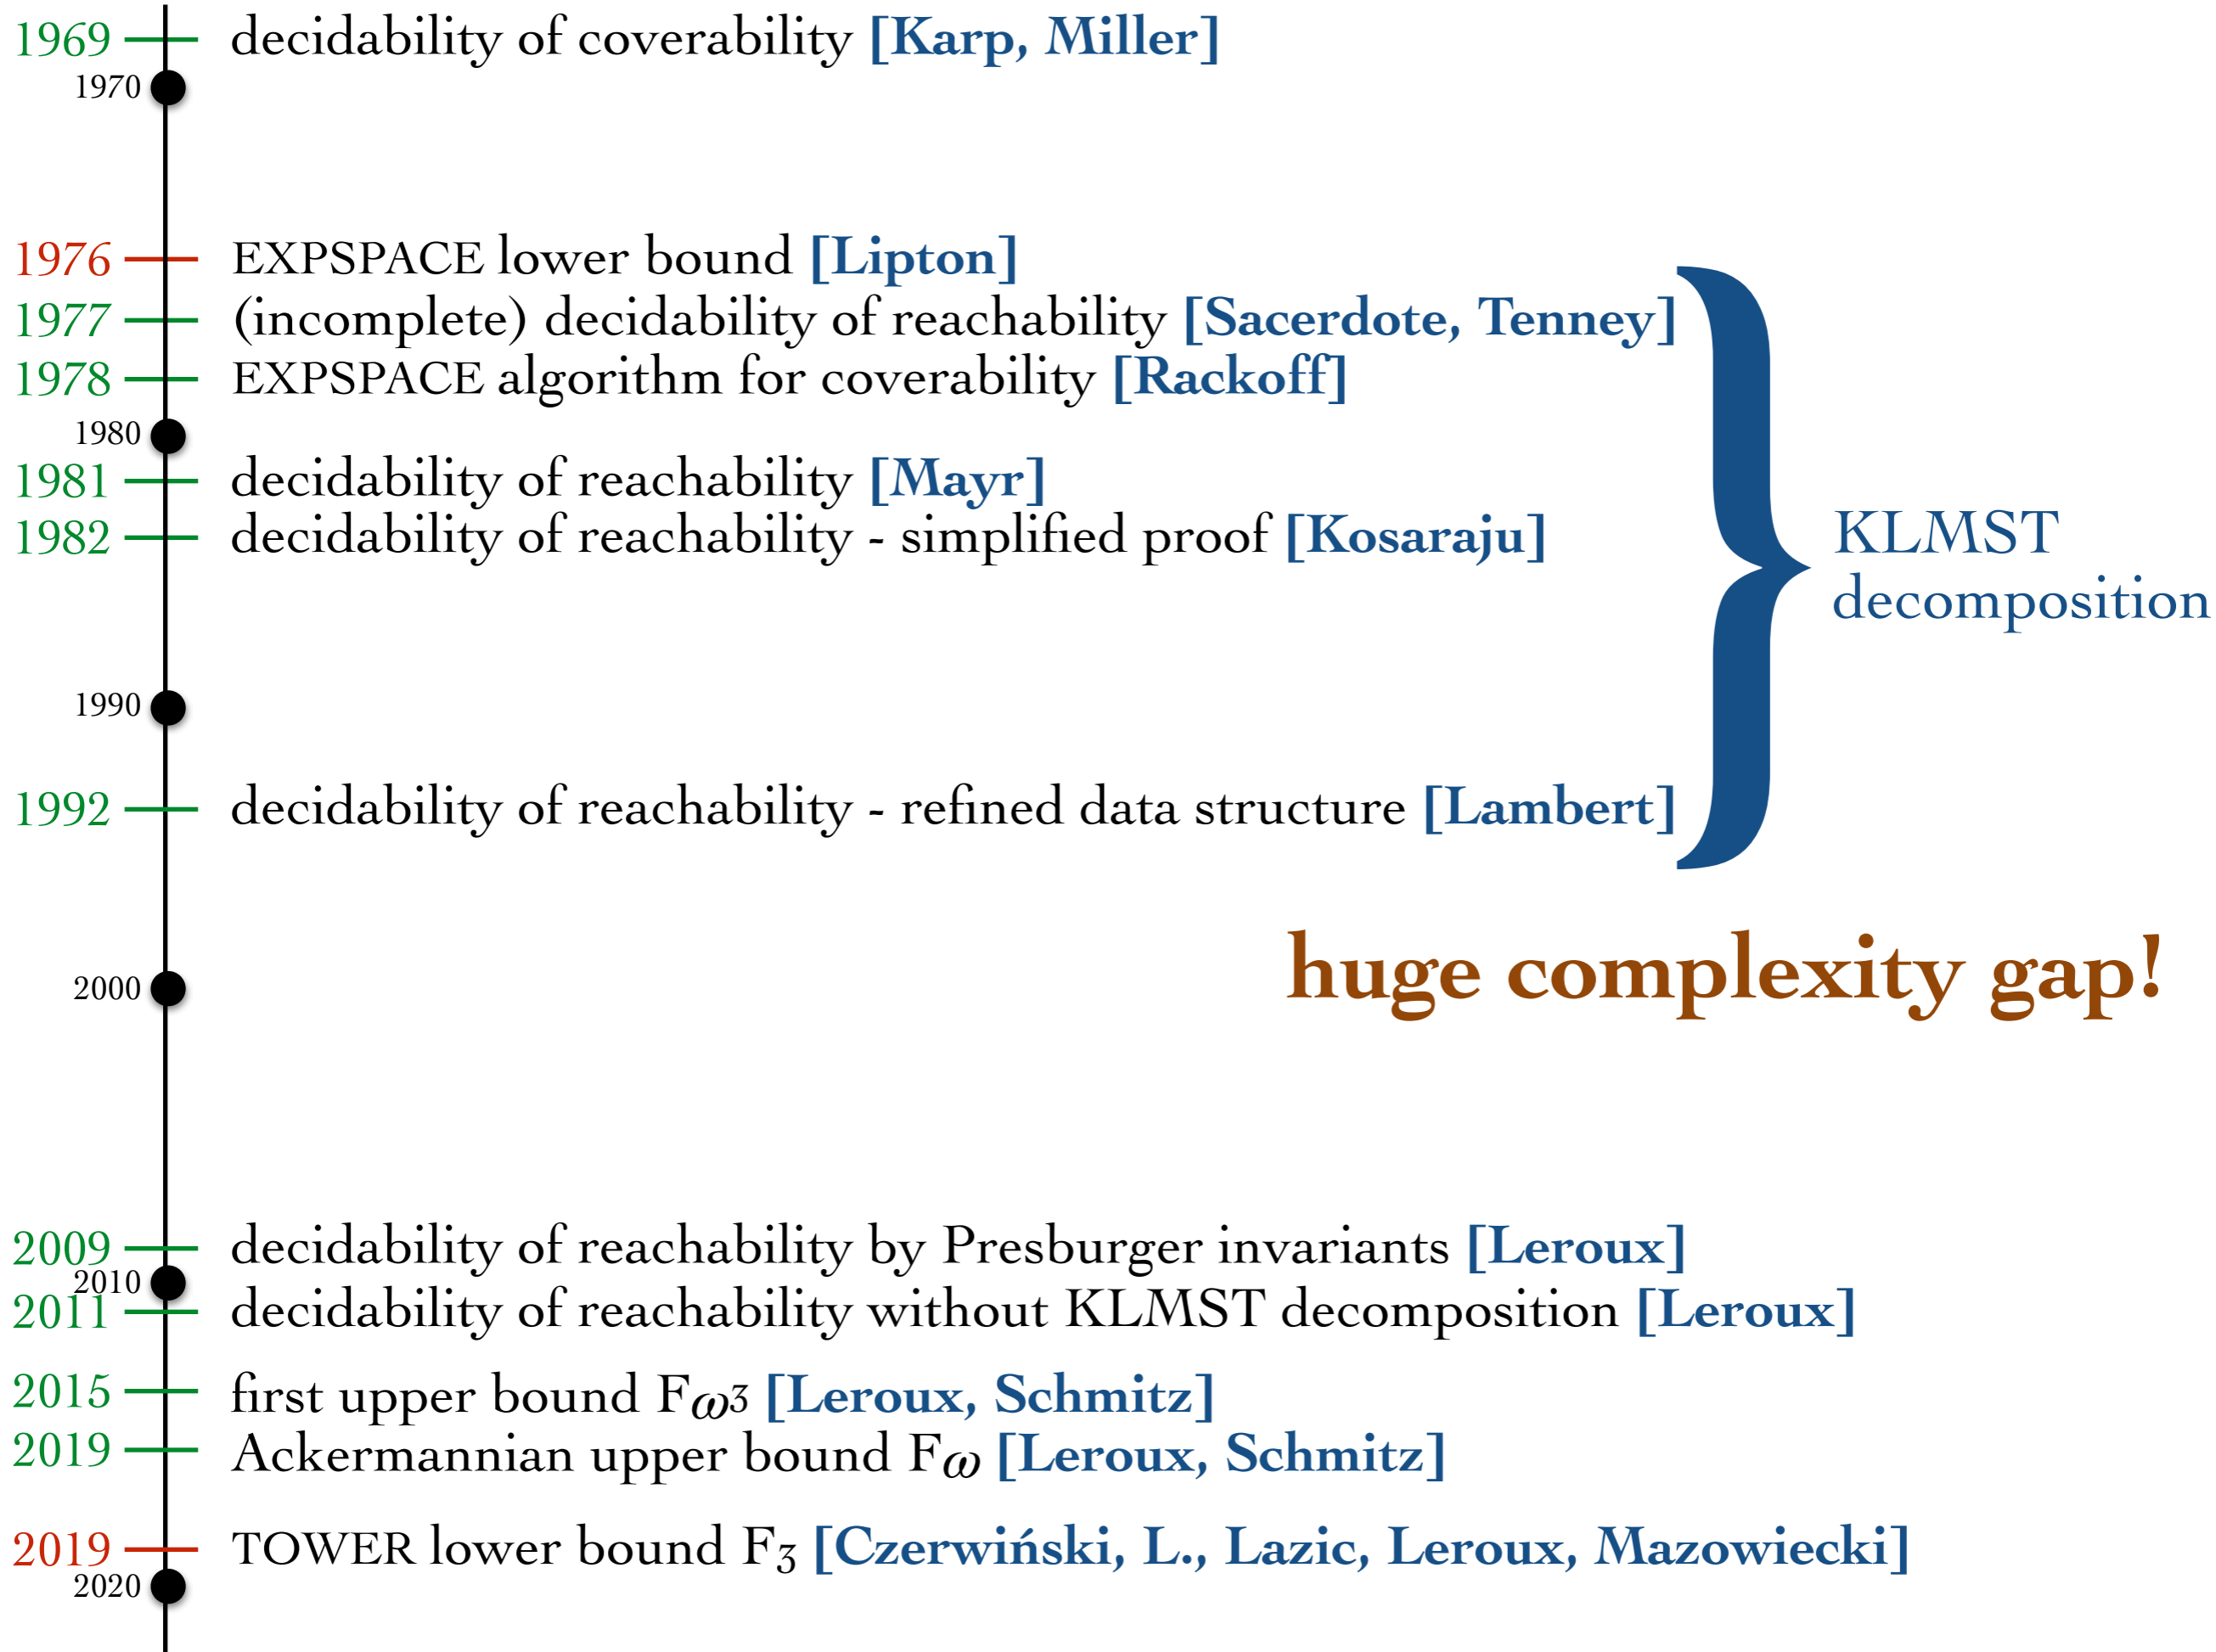 1969 decidability of coverability [Karp, Miller]
1970
1976 EXPSPACE lower bound [Lipton]
1977 (incomplete) decidability of reachability [Sacerdote, Tenney]
1978 EXPSPACE algorithm for coverability [Rackoff]
1980
1981 decidability of reachability [Mayr]
1982 decidability of reachability - simplified proof [Kosaraju]
KLMST
decomposition
1990
1992 decidability of reachability - refined data structure [Lambert]
huge complexity gap!
2000
2009 decidability of reachability by Presburger invariants [Leroux]
2010
2011 decidability of reachability without KLMST decomposition [Leroux]
2015 first upper bound Fω3 [Leroux, Schmitz]
2019 Ackermannian upper bound Fω [Leroux, Schmitz]
2019 TOWER lower bound F3 [Czerwiński, L., Lazic, Leroux, Mazowiecki]
2020